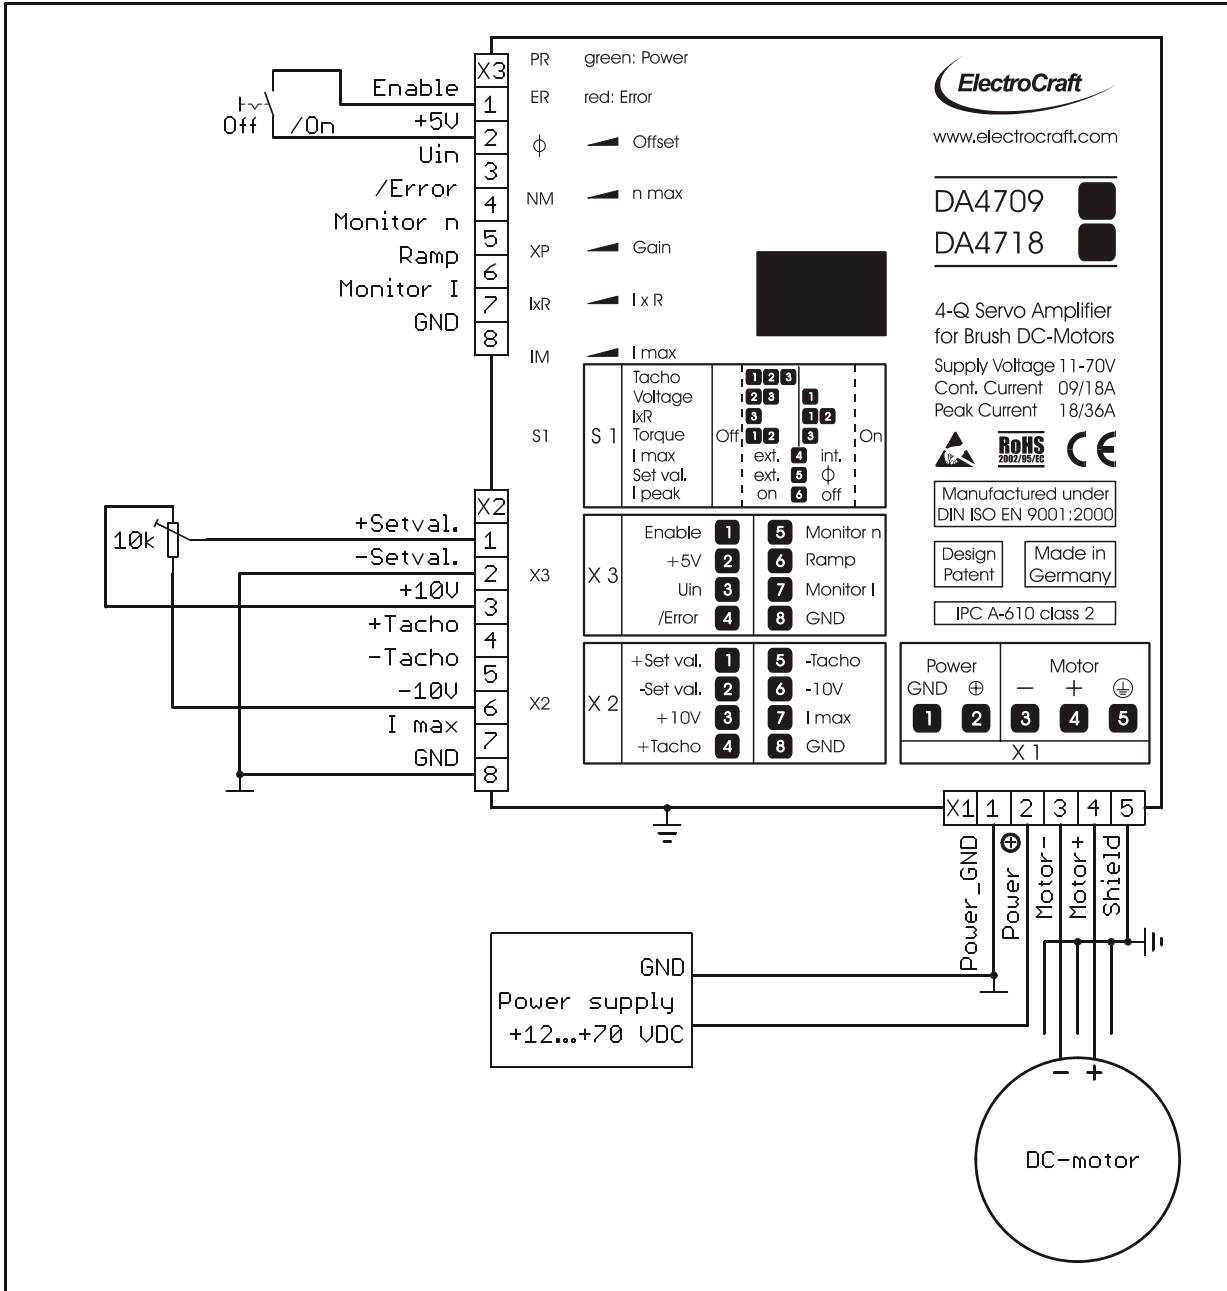 X3
Enable 1
+5V 2
Uin 3
/Error 4
Monitor n 5
Ramp 6
Monitor I 7
GND 8
Off /On
X2
+Setval. 1
-Setval. 2
+10V 3
+Tacho 4
-Tacho 5
-10V 6
I max 7
GND 8
10k
PR green: Power
ER red: Error
ϕ Offset
NM n max
XP Gain
IxR I x R
IM I max
S1
S 1
Tacho 1 2 3
Voltage 2 3 1
IxR 3 1 2
Torque Off 1 2 3 On
I max ext. 4 int.
Set val. ext. 5 ϕ
I peak on 6 off
X3
X 3
Enable 1 5 Monitor n
+5V 2 6 Ramp
Uin 3 7 Monitor I
/Error 4 8 GND
X2
X 2
+Set val. 1 5 -Tacho
-Set val. 2 6 -10V
+10V 3 7 I max
+Tacho 4 8 GND
ElectroCraft
www.electrocraft.com
DA4709
DA4718
4-Q Servo Amplifier
for Brush DC-Motors
Supply Voltage 11-70V
Cont. Current 09/18A
Peak Current 18/36A
RoHS
2002/95/EC
CE
Manufactured under
DIN ISO EN 9001:2000
Design
Patent
Made in
Germany
IPC A-610 class 2
Power Motor
GND ⊕ − +
1 2 3 4 5
X 1
X1 1 2 3 4 5
Power_GND
Power ⊕
Motor-
Motor+
Shield
GND
Power supply
+12...+70 VDC
− +
DC-motor